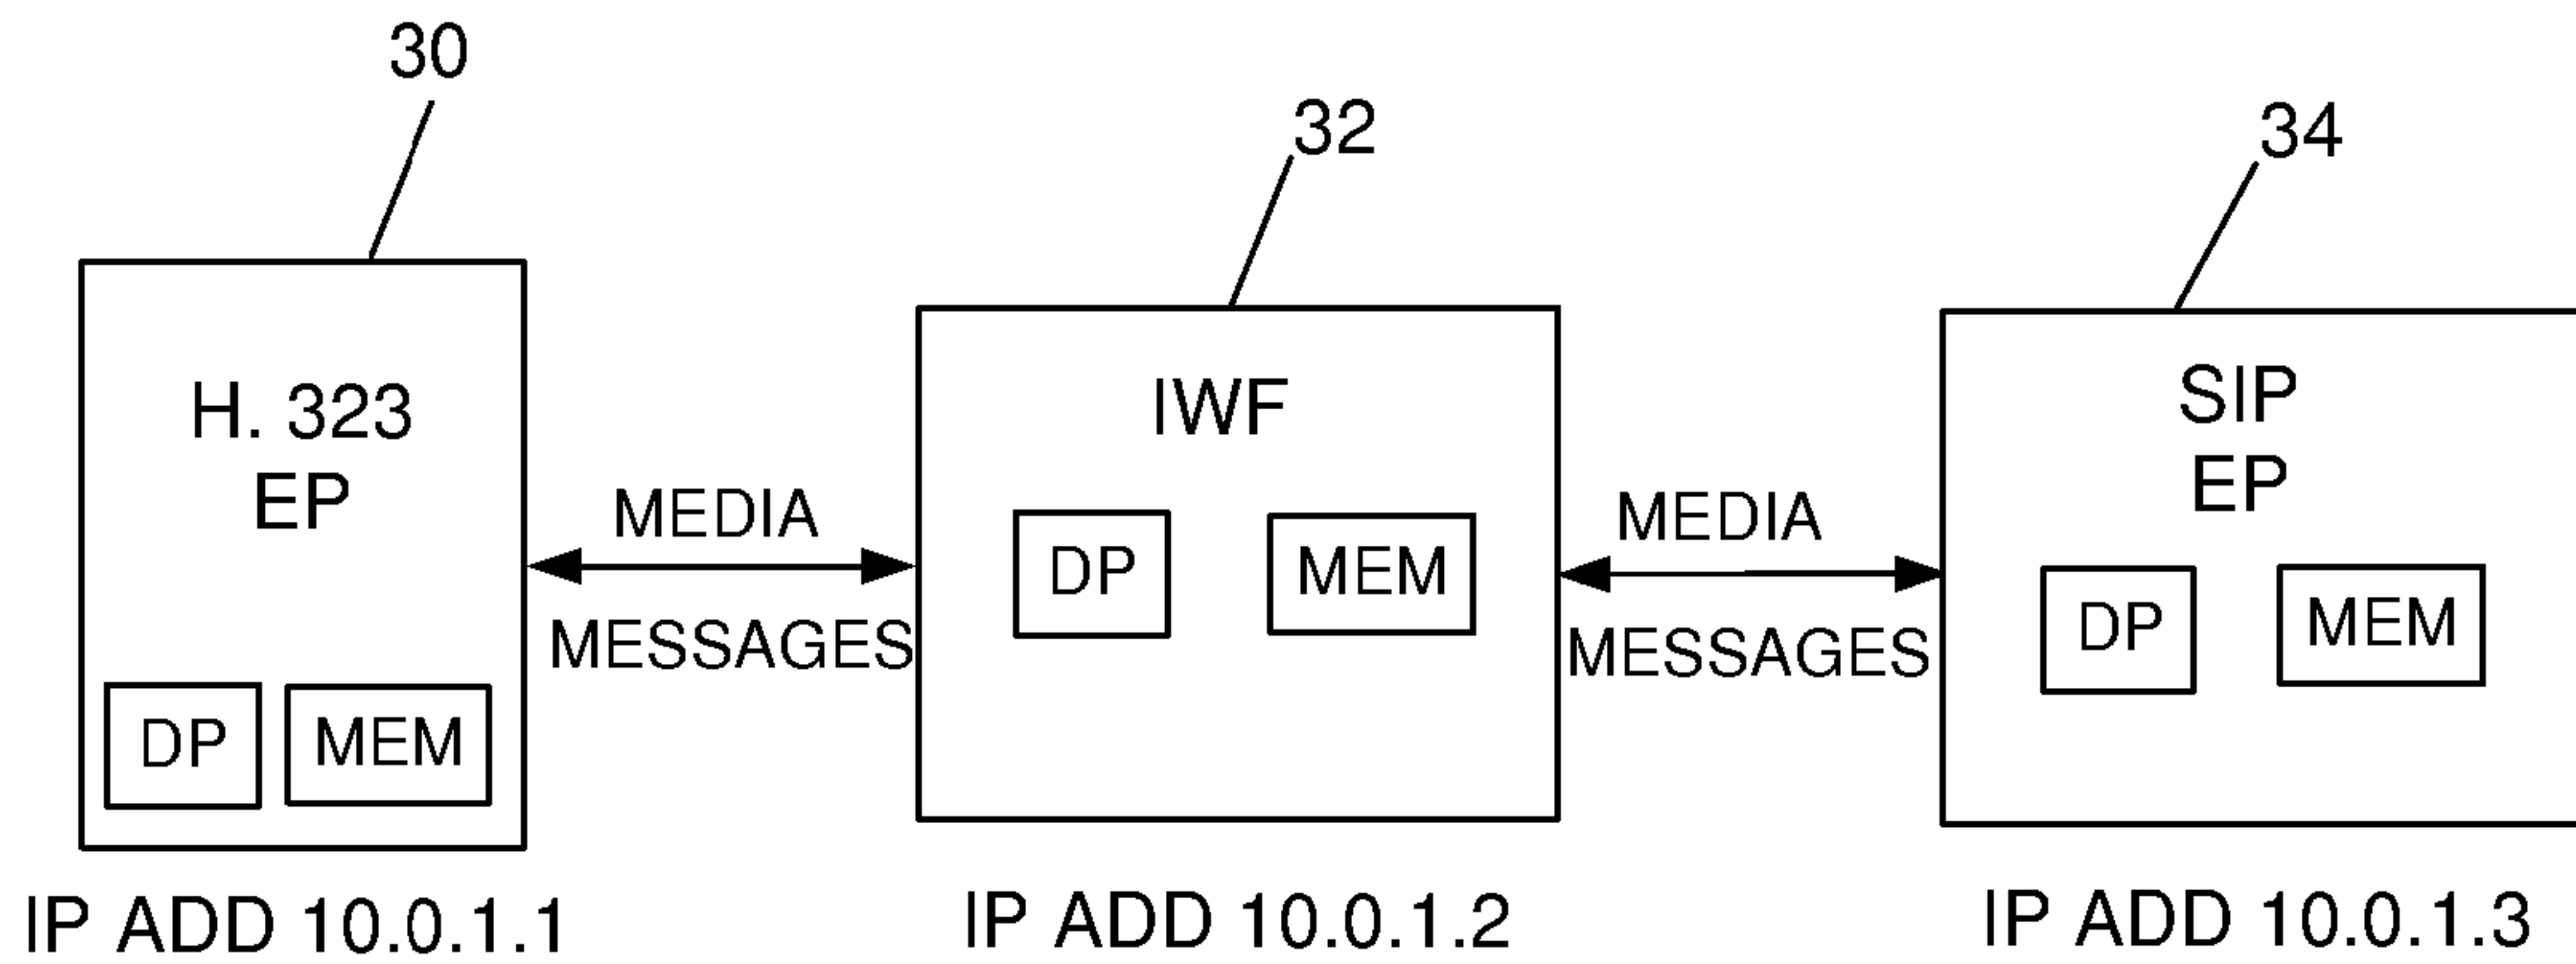 30
32
34
H. 323
EP
DP
MEM
IP ADD 10.0.1.1
MEDIA
MESSAGES
IWF
DP
MEM
IP ADD 10.0.1.2
MEDIA
MESSAGES
SIP
EP
DP
MEM
IP ADD 10.0.1.3